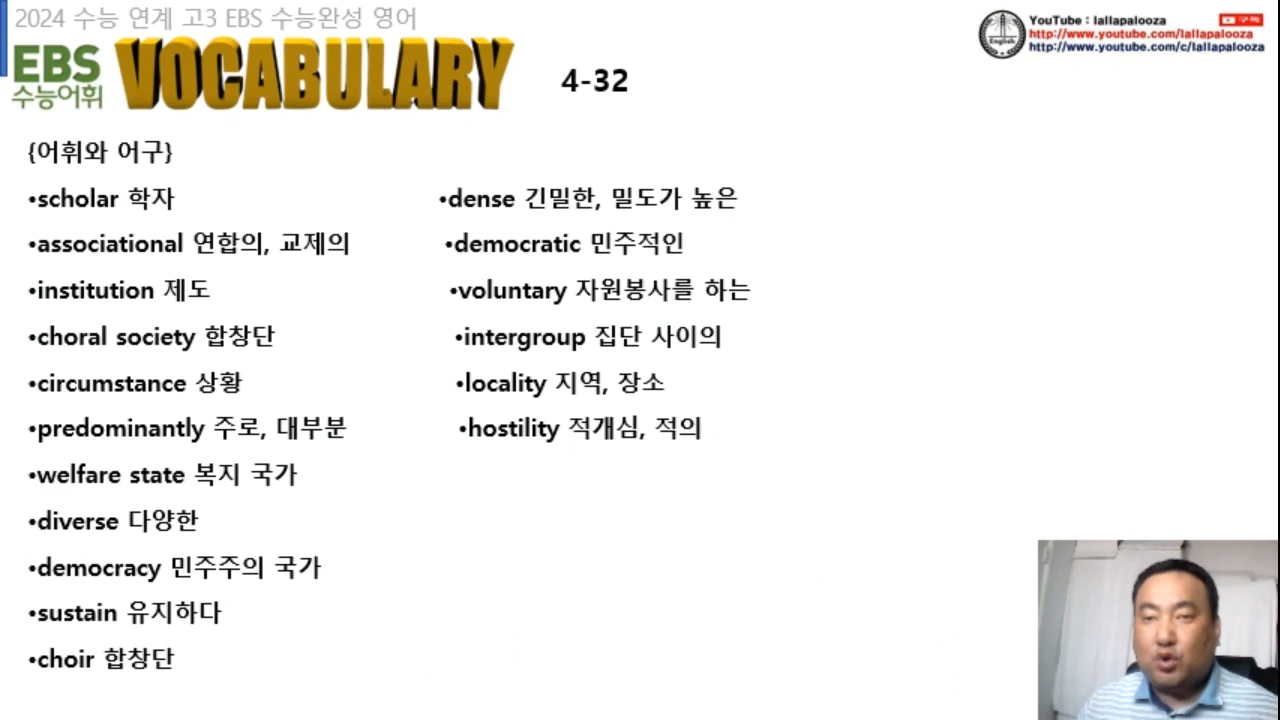 2024 수능 연계 고3 EBS 수능완성 영어
EBS
수능어휘
VOCABULARY
4-32
YouTube : lallapalooza
구독
http://www.youtube.com/lallapalooza
http://www.youtube.com/c/lallapalooza
English
{어휘와 어구}
•scholar 학자
•associational 연합의, 교제의
•institution 제도
•choral society 합창단
•circumstance 상황
•predominantly 주로, 대부분
•welfare state 복지 국가
•diverse 다양한
•democracy 민주주의 국가
•sustain 유지하다
•choir 합창단
•dense 긴밀한, 밀도가 높은
•democratic 민주적인
•voluntary 자원봉사를 하는
•intergroup 집단 사이의
•locality 지역, 장소
•hostility 적개심, 적의